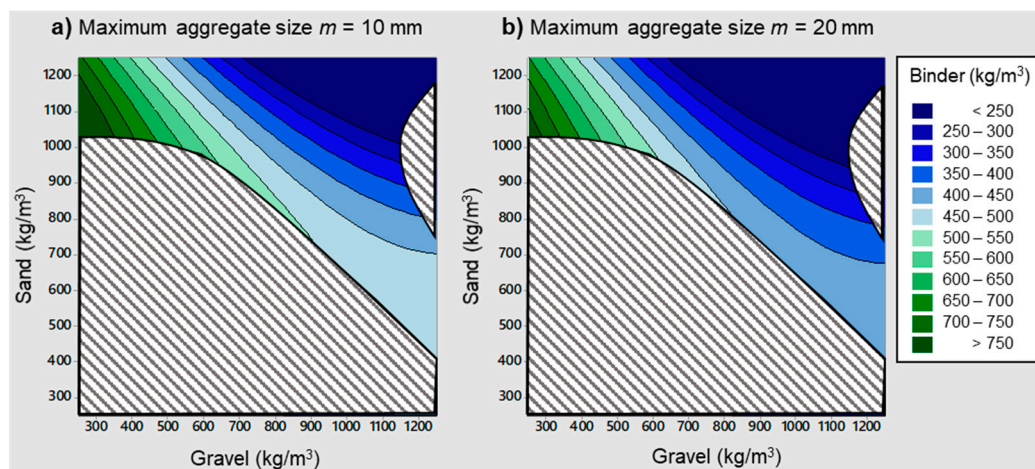 a) Maximum aggregate size m = 10 mm
b) Maximum aggregate size m = 20 mm
Sand (kg/m³)
1200
1100
1000
900
800
700
600
500
400
300
300 400 500 600 700 800 900 1000 1100 1200
Gravel (kg/m³)
Sand (kg/m³)
1200
1100
1000
900
800
700
600
500
400
300
300 400 500 600 700 800 900 1000 1100 1200
Gravel (kg/m³)
Binder (kg/m³)
< 250
250 – 300
300 – 350
350 – 400
400 – 450
450 – 500
500 – 550
550 – 600
600 – 650
650 – 700
700 – 750
> 750